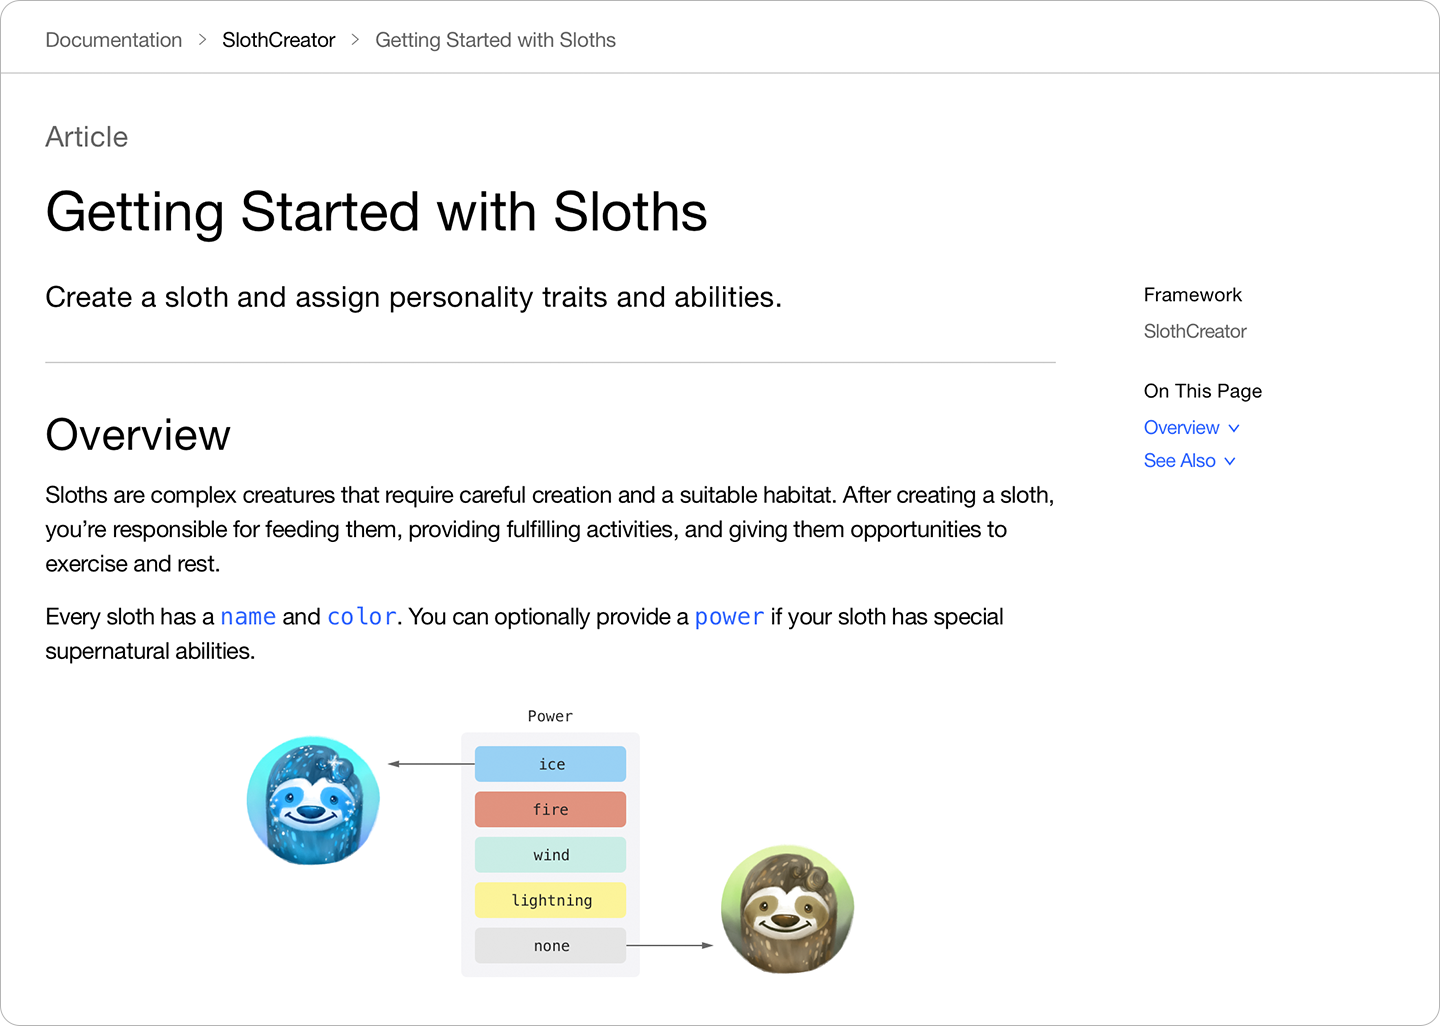 Documentation > SlothCreator > Getting Started with Sloths
Article
Getting Started with Sloths
Create a sloth and assign personality traits and abilities.
Framework
SlothCreator
On This Page
Overview
See Also
Overview
Sloths are complex creatures that require careful creation and a suitable habitat. After creating a sloth,
you’re responsible for feeding them, providing fulfilling activities, and giving them opportunities to
exercise and rest.
Every sloth has a name and color. You can optionally provide a power if your sloth has special
supernatural abilities.
Power
ice
fire
wind
lightning
none